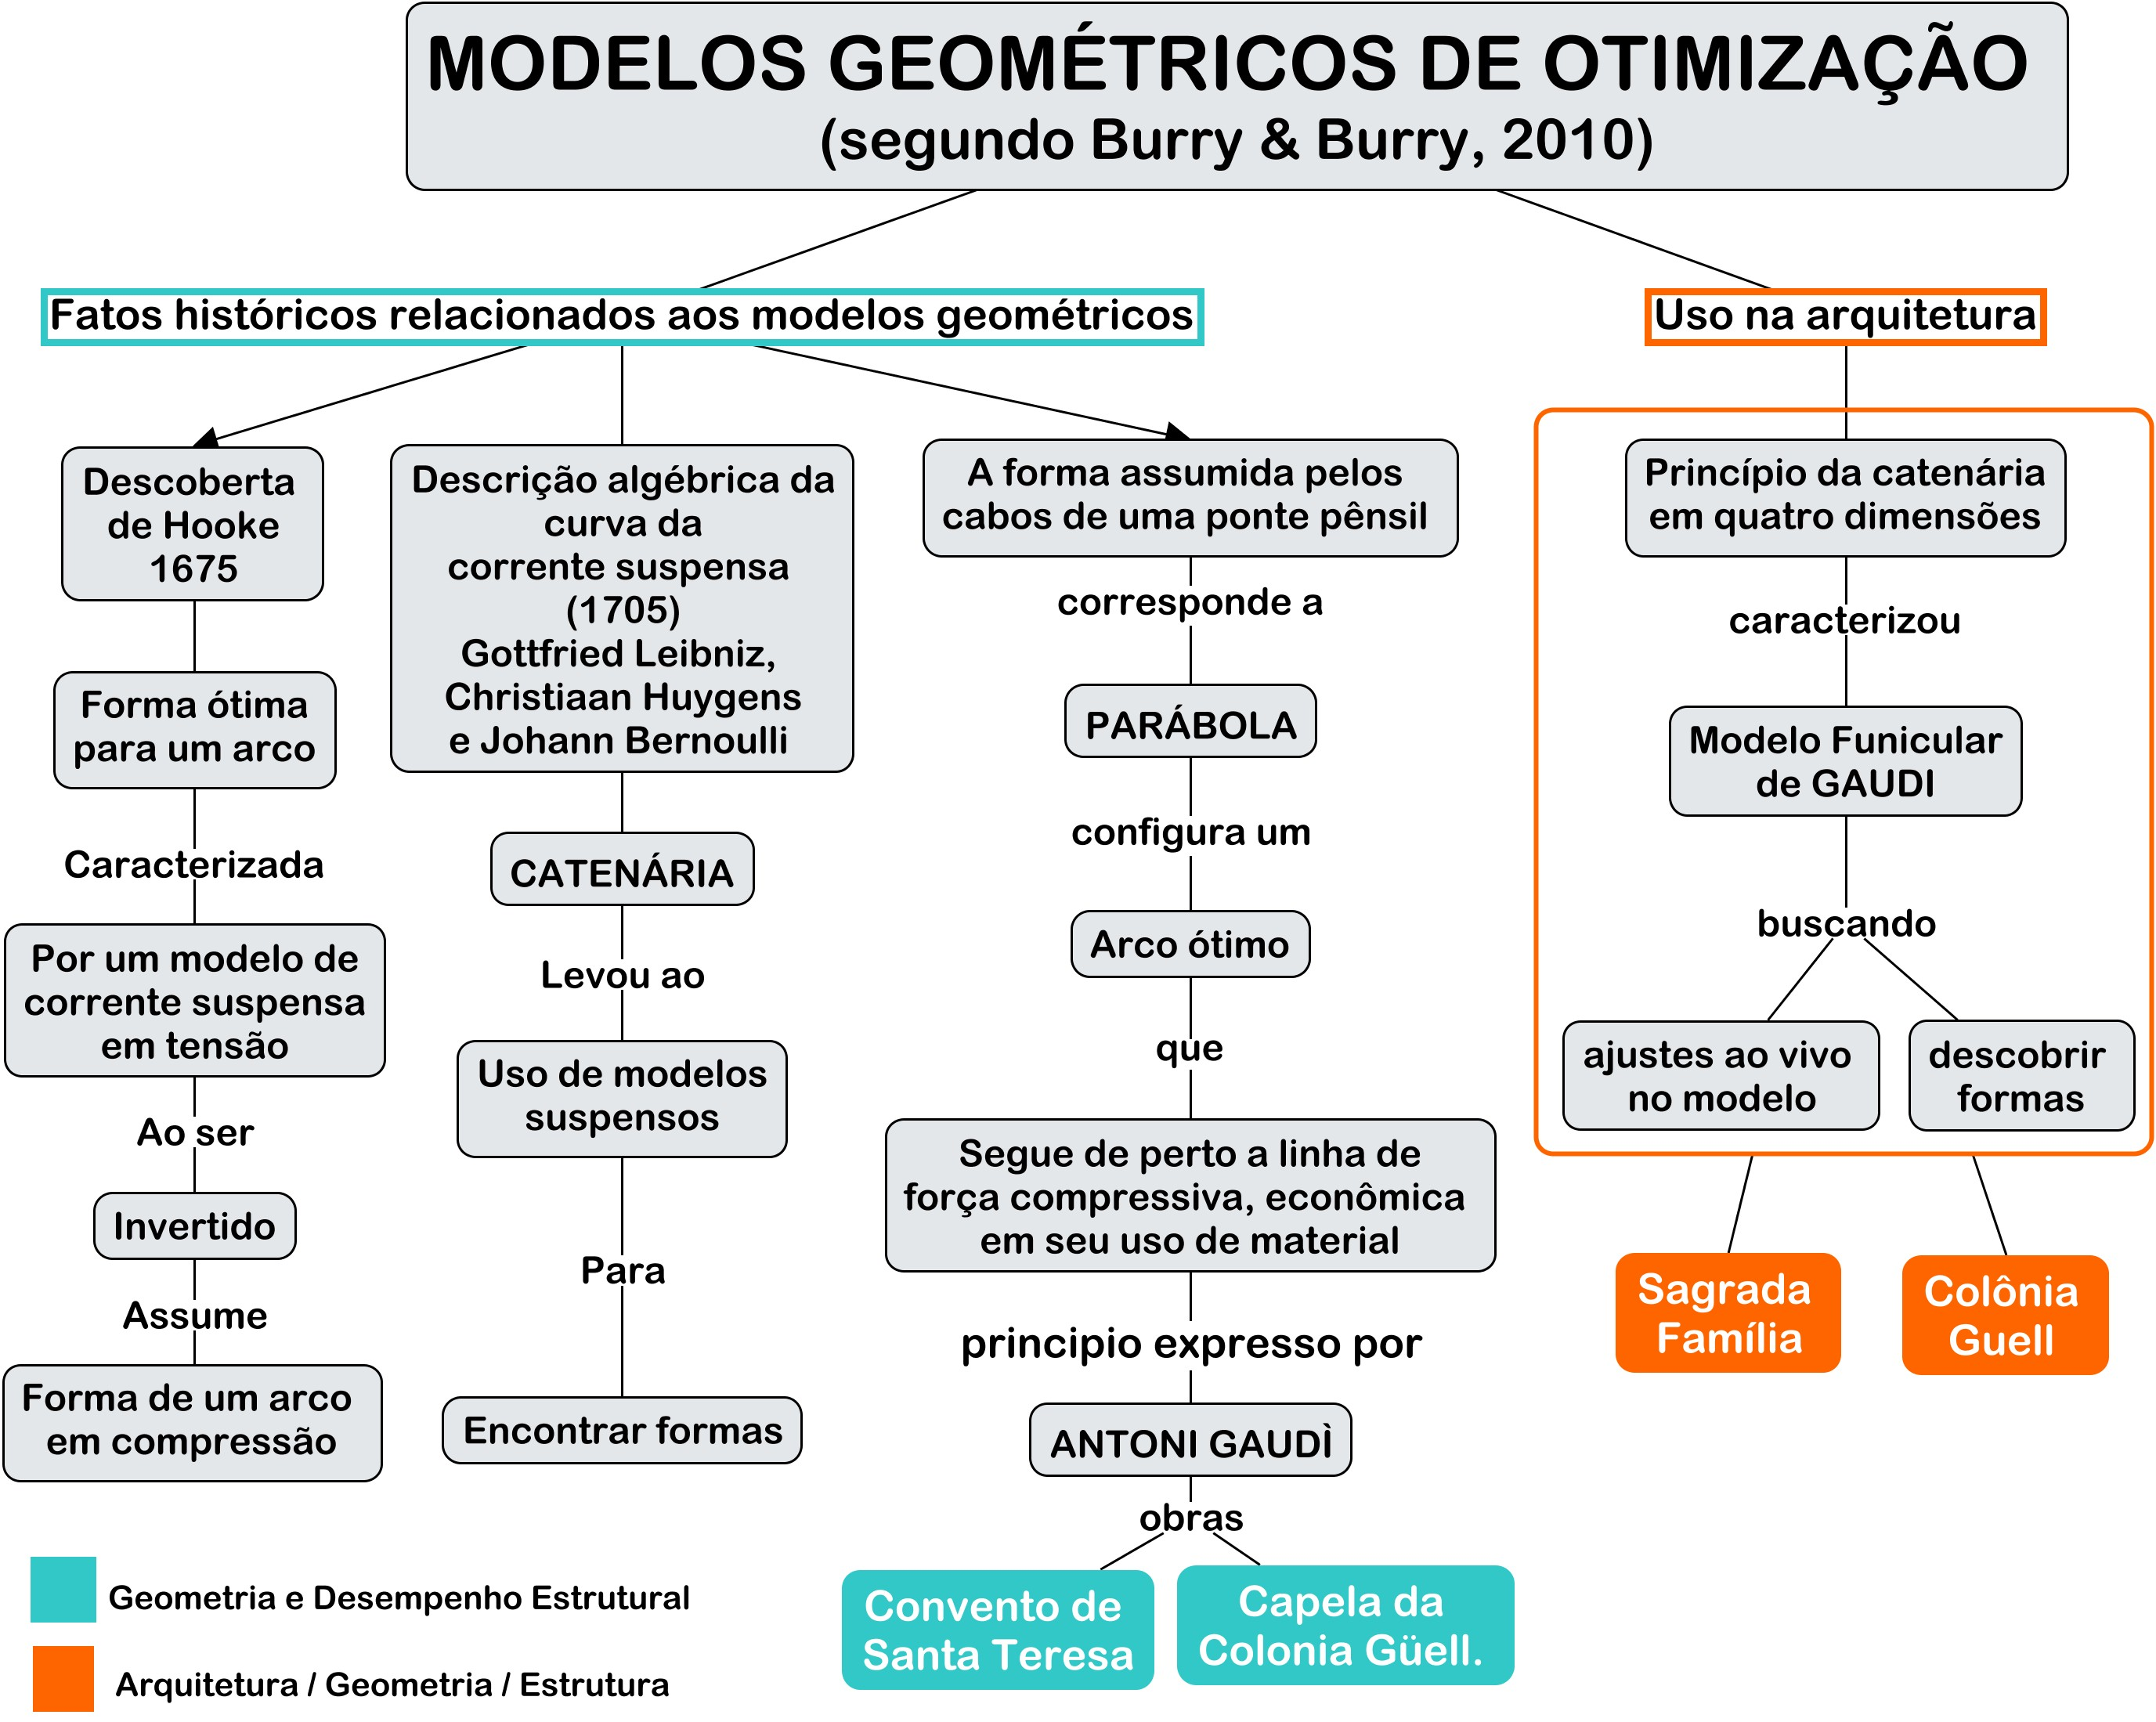 MODELOS GEOMÉTRICOS DE OTIMIZAÇÃO
(segundo Burry & Burry, 2010)
Fatos históricos relacionados aos modelos geométricos
Descoberta
de Hooke
1675
Forma ótima
para um arco
Caracterizada
Por um modelo de
corrente suspensa
em tensão
Ao ser
Invertido
Assume
Forma de um arco
em compressão
Descrição algébrica da
curva da
corrente suspensa
(1705)
Gottfried Leibniz,
Christiaan Huygens
e Johann Bernoulli
CATENÁRIA
Levou ao
Uso de modelos
suspensos
Para
Encontrar formas
A forma assumida pelos
cabos de uma ponte pênsil
corresponde a
PARÁBOLA
configura um
Arco ótimo
que
Segue de perto a linha de
força compressiva, econômica
em seu uso de material
principio expresso por
ANTONI GAUDÌ
obras
Convento de
Santa Teresa
Capela da
Colonia Güell.
Uso na arquitetura
Princípio da catenária
em quatro dimensões
caracterizou
Modelo Funicular
de GAUDI
buscando
ajustes ao vivo
no modelo
descobrir
formas
Sagrada
Família
Colônia
Guell
Geometria e Desempenho Estrutural
Arquitetura / Geometria / Estrutura